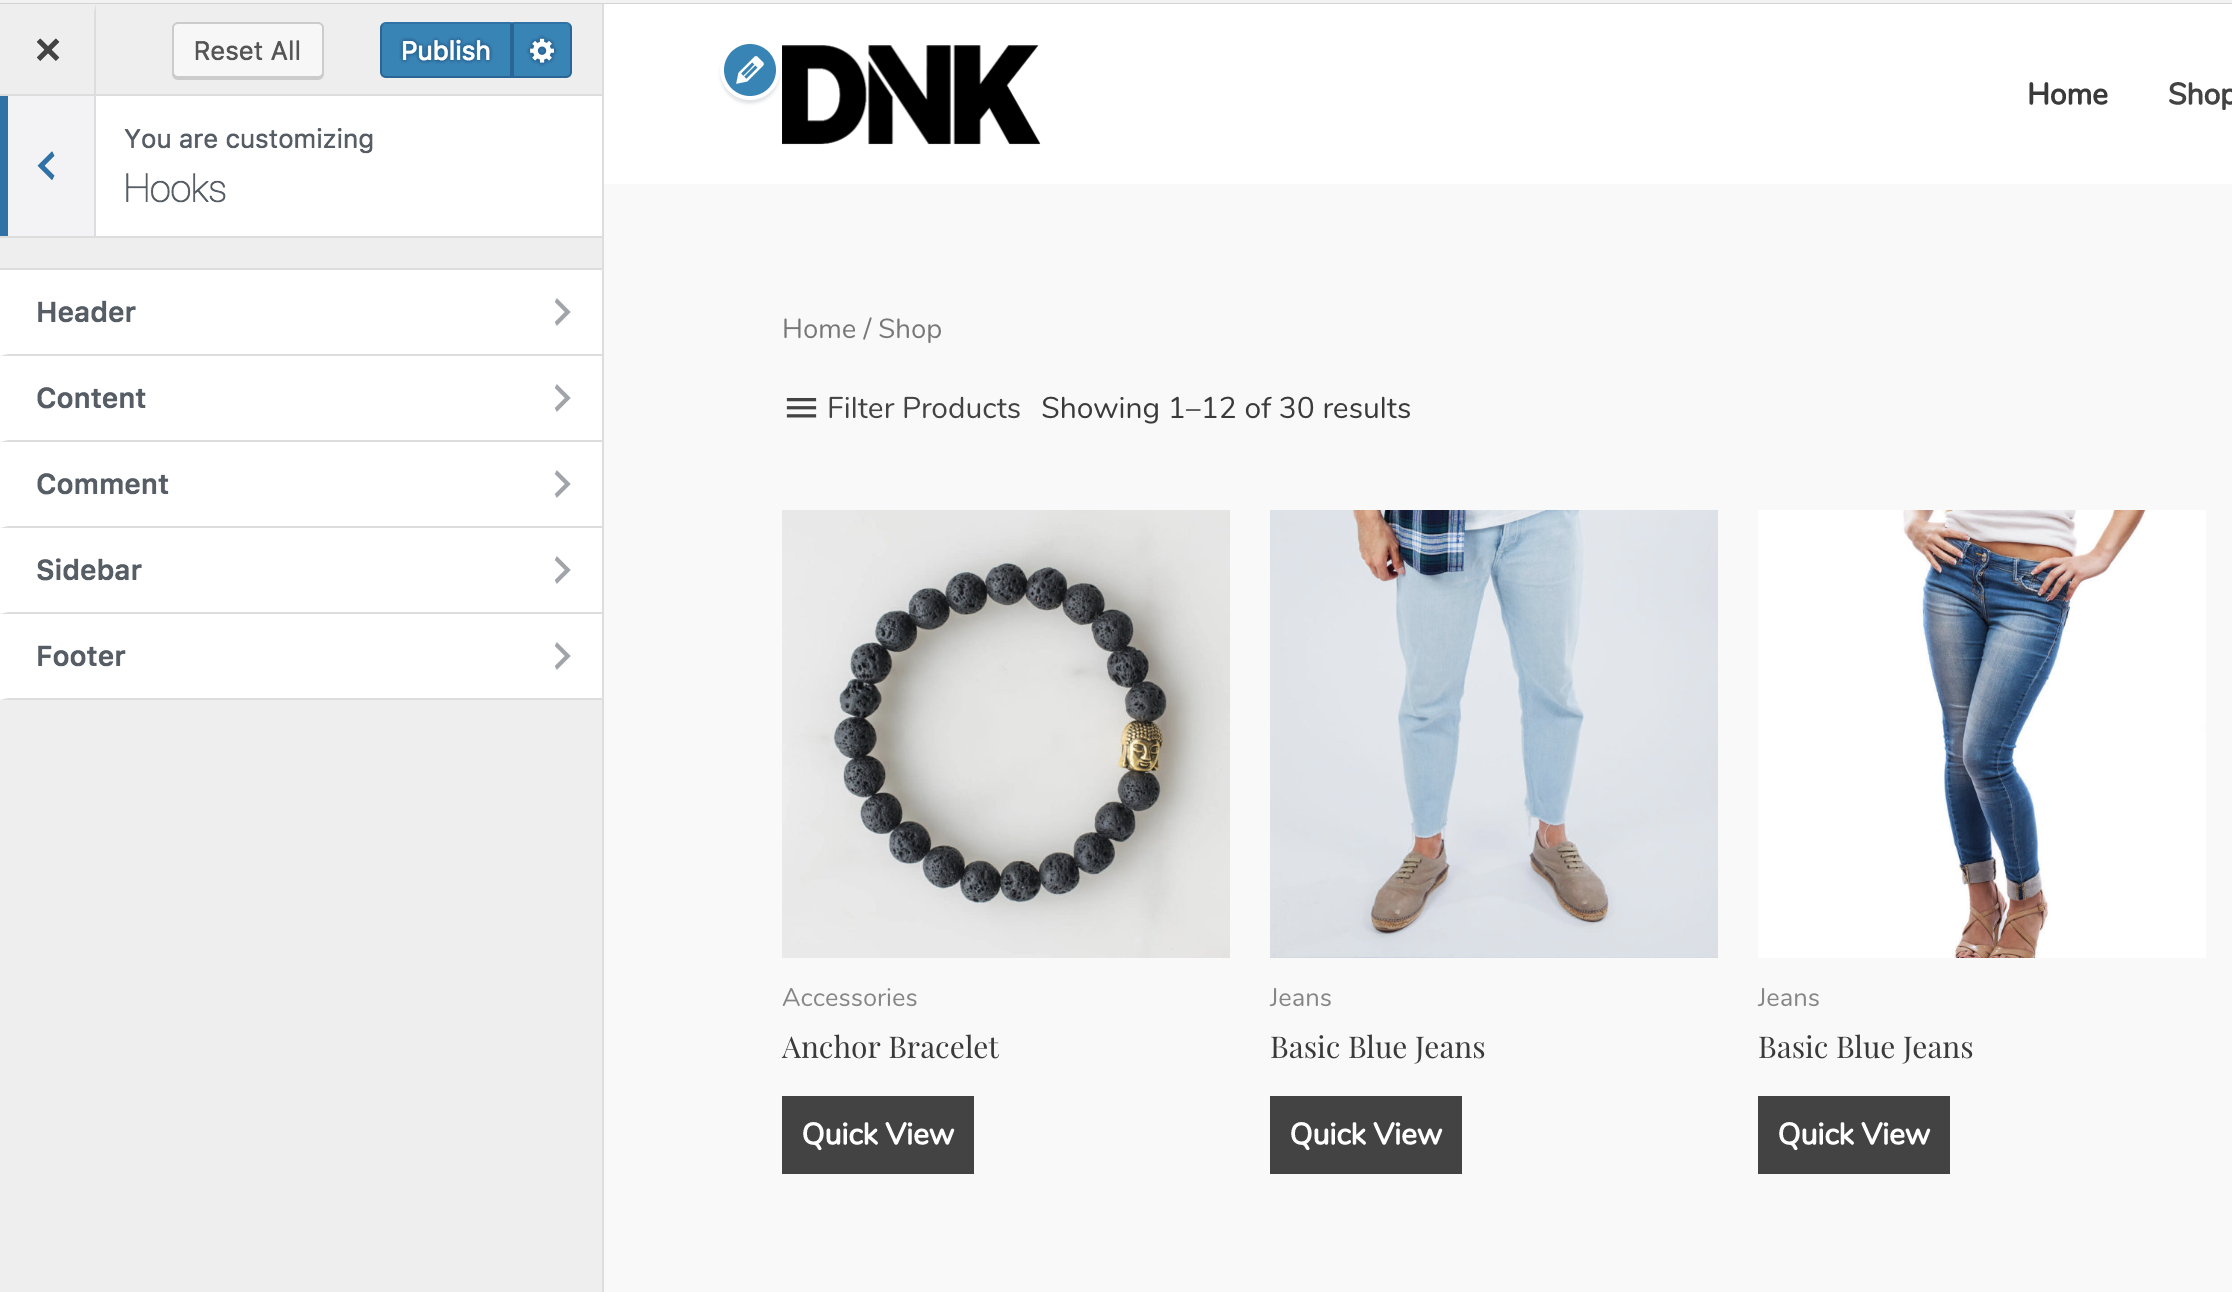 Reset All
Publish
You are customizing
Hooks
Header
Content
Comment
Sidebar
Footer
DNK
Home
Shop
Home / Shop
Filter Products Showing 1–12 of 30 results
Accessories
Anchor Bracelet
Quick View
Jeans
Basic Blue Jeans
Quick View
Jeans
Basic Blue Jeans
Quick View